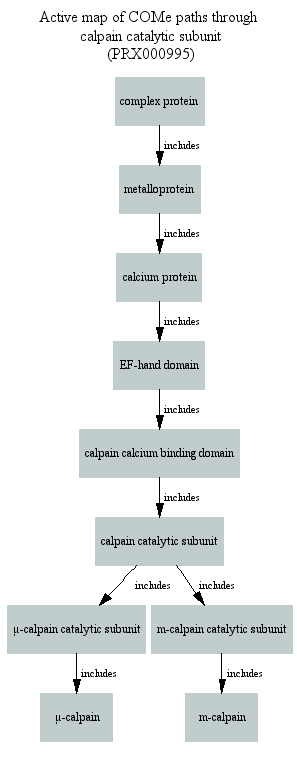 Active map of COMe paths through
calpain catalytic subunit
(PRX000995)
complex protein
includes
metalloprotein
includes
calcium protein
includes
EF-hand domain
includes
calpain calcium binding domain
includes
calpain catalytic subunit
includes includes
µ-calpain catalytic subunit m-calpain catalytic subunit
includes includes
µ-calpain m-calpain